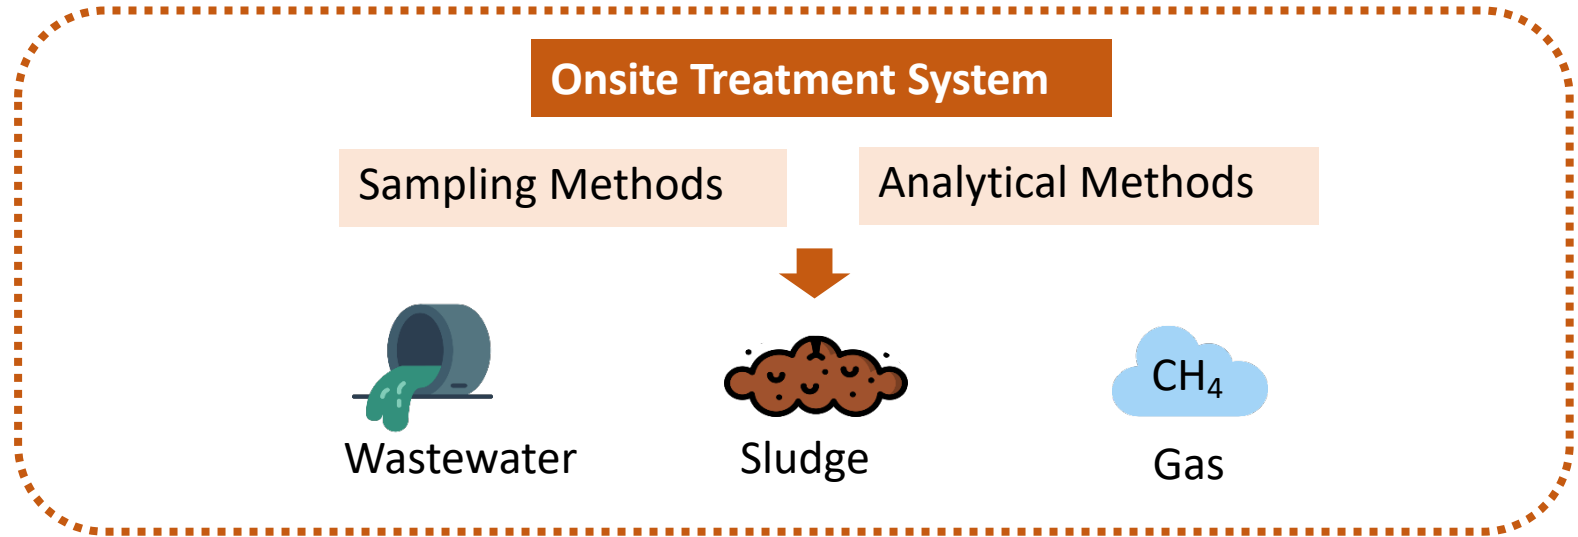 Onsite Treatment System
Sampling Methods
Analytical Methods
CH₄
Wastewater
Sludge
Gas